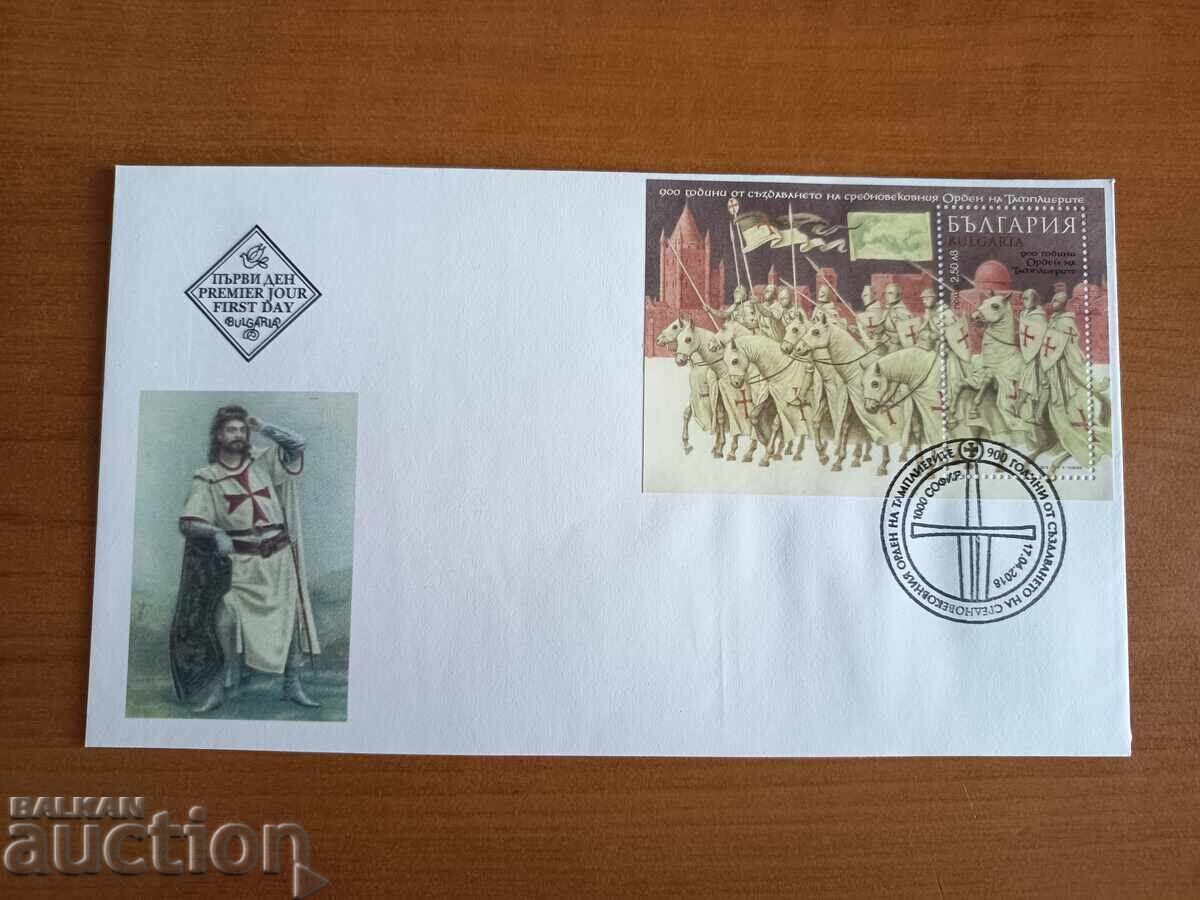 ПЪРВИ ДЕН
PREMIER JOUR
FIRST DAY
BULGARIA
900 години от създаването на средновековния Орден на Тамплиерите
БЪЛГАРИЯ
BULGARIA
900 години
Орден на
Тамплиерите
2,50 лв
900 ГОДИНИ ОТ СЪЗДАВАНЕТО НА СРЕДНОВЕКОВНИЯ ОРДЕН НА ТАМПЛИЕРИТЕ
1000 СОФИЯ
17.04.2018
BALKAN
auction